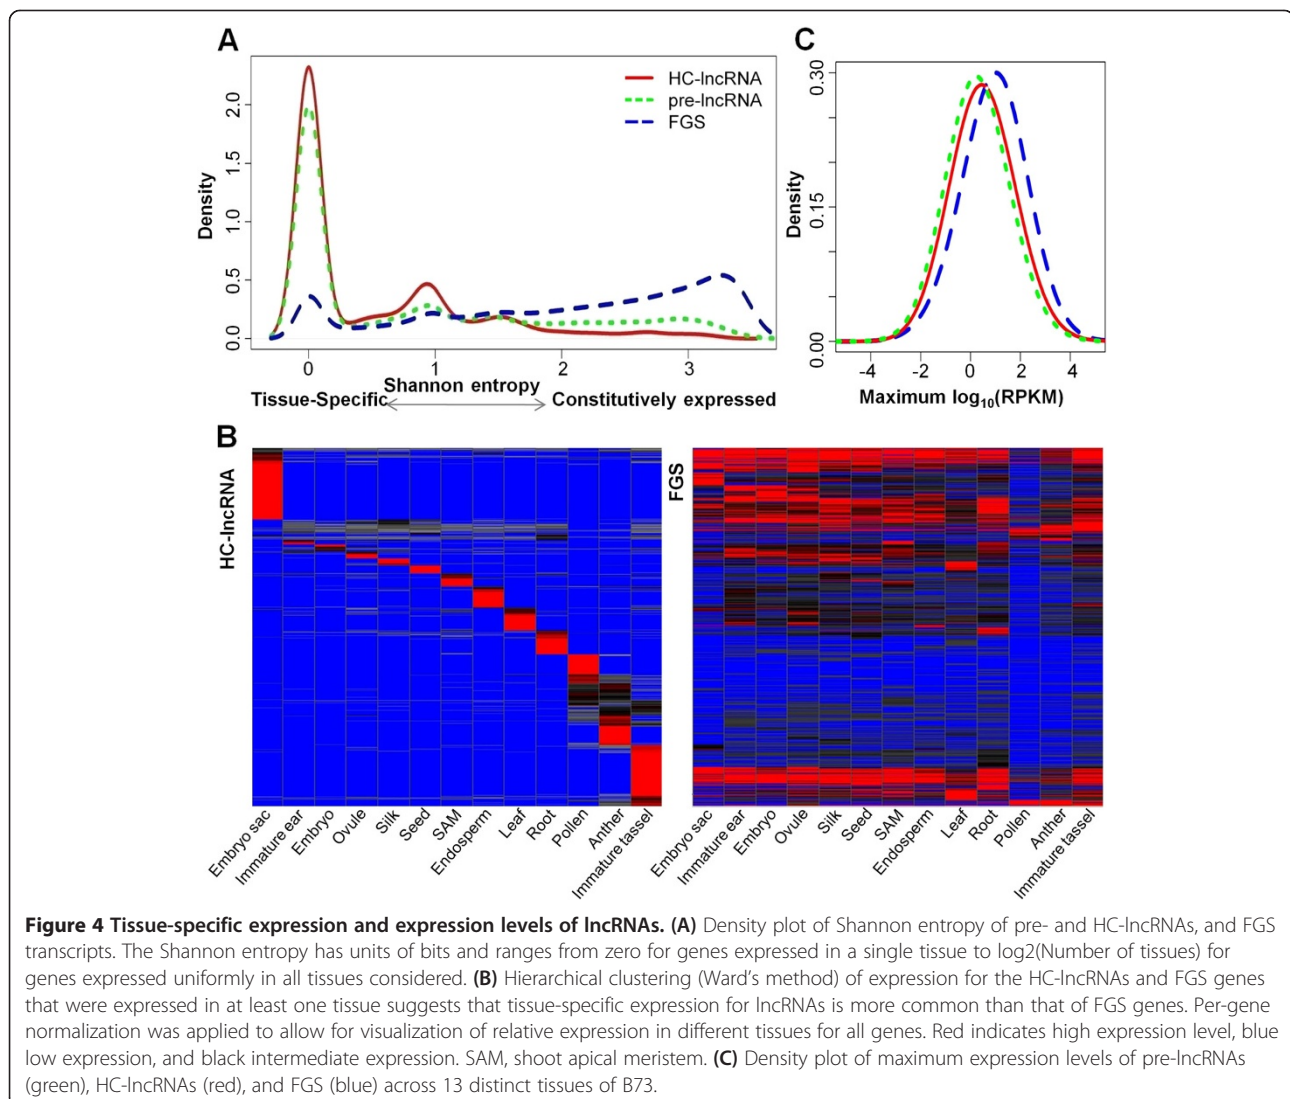 A
HC-lncRNA
pre-lncRNA
FGS
Density
0.0
0.5
1.0
1.5
2.0
0
1
2
3
Shannon entropy
Tissue-Specific
Constitutively expressed
C
Density
0.00
0.15
0.30
-4
-2
0
2
4
Maximum log10(RPKM)
B
HC-lncRNA
Embryo sac
Immature ear
Embryo
Ovule
Silk
Seed
SAM
Endosperm
Leaf
Root
Pollen
Anther
Immature tassel
FGS
Embryo sac
Immature ear
Embryo
Ovule
Silk
Seed
SAM
Endosperm
Leaf
Root
Pollen
Anther
Immature tassel
Figure 4 Tissue-specific expression and expression levels of lncRNAs. (A) Density plot of Shannon entropy of pre- and HC-lncRNAs, and FGS
transcripts. The Shannon entropy has units of bits and ranges from zero for genes expressed in a single tissue to log2(Number of tissues) for
genes expressed uniformly in all tissues considered. (B) Hierarchical clustering (Ward's method) of expression for the HC-lncRNAs and FGS genes
that were expressed in at least one tissue suggests that tissue-specific expression for lncRNAs is more common than that of FGS genes. Per-gene
normalization was applied to allow for visualization of relative expression in different tissues for all genes. Red indicates high expression level, blue
low expression, and black intermediate expression. SAM, shoot apical meristem. (C) Density plot of maximum expression levels of pre-lncRNAs
(green), HC-lncRNAs (red), and FGS (blue) across 13 distinct tissues of B73.